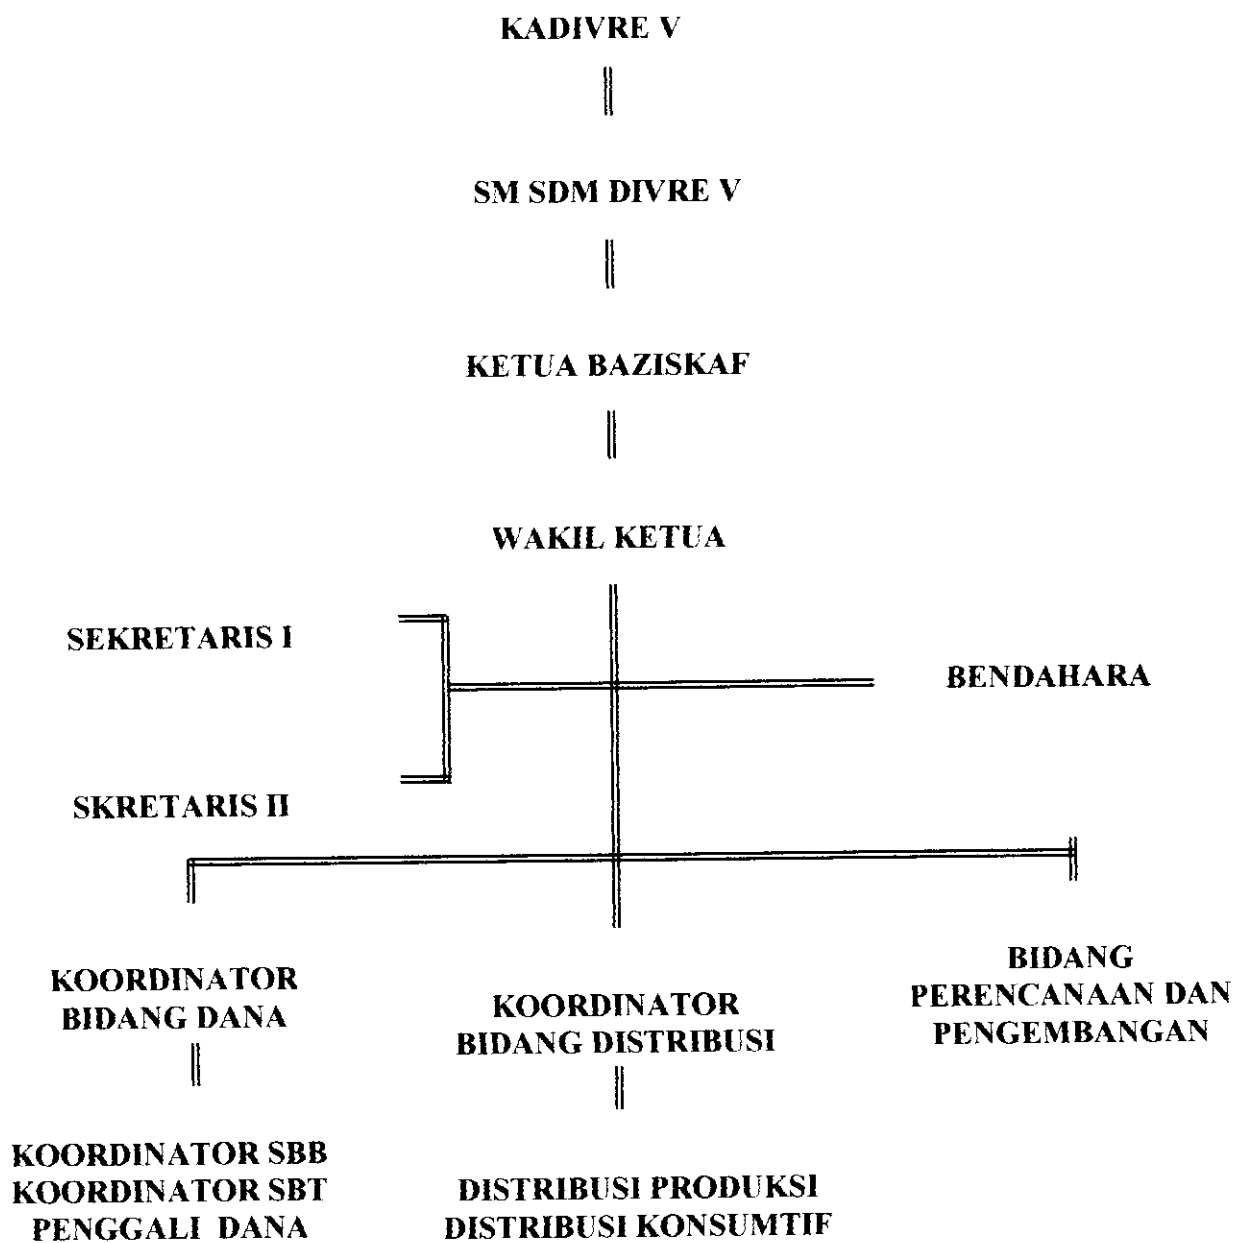 KADIVRE V
SM SDM DIVRE V
KETUA BAZISKAF
WAKIL KETUA
SEKRETARIS I
BENDAHARA
SKRETARIS II
KOORDINATOR
BIDANG DANA
KOORDINATOR
BIDANG DISTRIBUSI
BIDANG
PERENCANAAN DAN
PENGEMBANGAN
KOORDINATOR SBB
KOORDINATOR SBT
PENGGALI DANA
DISTRIBUSI PRODUKSI
DISTRIBUSI KONSUMTIF